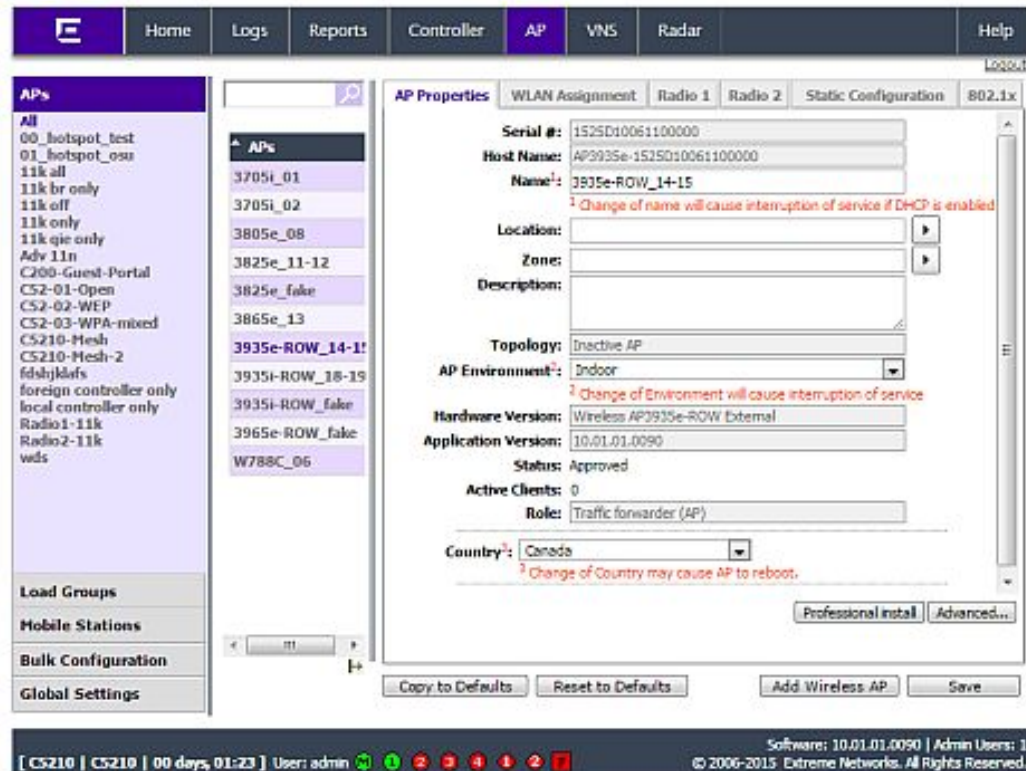 Home Logs Reports Controller AP VNS Radar Help
Logout
APs
All
00_hotspot_test
01_hotspot_osu
11k all
11k br only
11k off
11k only
11k qie only
Adv 11n
C200-Guest-Portal
C52-01-Open
C52-02-WEP
C52-03-WPA-mixed
C5210-Mesh
C5210-Mesh-2
fdshjklafs
foreign controller only
local controller only
Radio1-11k
Radio2-11k
wds
Load Groups
Mobile Stations
Bulk Configuration
Global Settings
APs
3705i_01
3705i_02
3805e_08
3825e_11-12
3825e_fake
3865e_13
3935e-ROW_14-15
3935i-ROW_18-19
3935i-ROW_fake
3965e-ROW_fake
W788C_06
AP Properties WLAN Assignment Radio 1 Radio 2 Static Configuration 802.1x
Serial #: 1525D10061100000
Host Name: AP3935e-1525D10061100000
Name1: 3935e-ROW_14-15
1 Change of name will cause interruption of service if DHCP is enabled
Location:
Zone:
Description:
Topology: Inactive AP
AP Environment2: Indoor
2 Change of Environment will cause interruption of service
Hardware Version: Wireless AP3935e-ROW External
Application Version: 10.01.01.0090
Status: Approved
Active Clients: 0
Role: Traffic forwarder (AP)
Country3: Canada
3 Change of Country may cause AP to reboot.
Professional install Advanced...
Copy to Defaults Reset to Defaults Add Wireless AP Save
[ C5210 | C5210 | 00 days, 01:23 ] User: admin M 1 2 3 4 1 2
Software: 10.01.01.0090 | Admin Users: 1
© 2006-2015 Extreme Networks. All Rights Reserved.